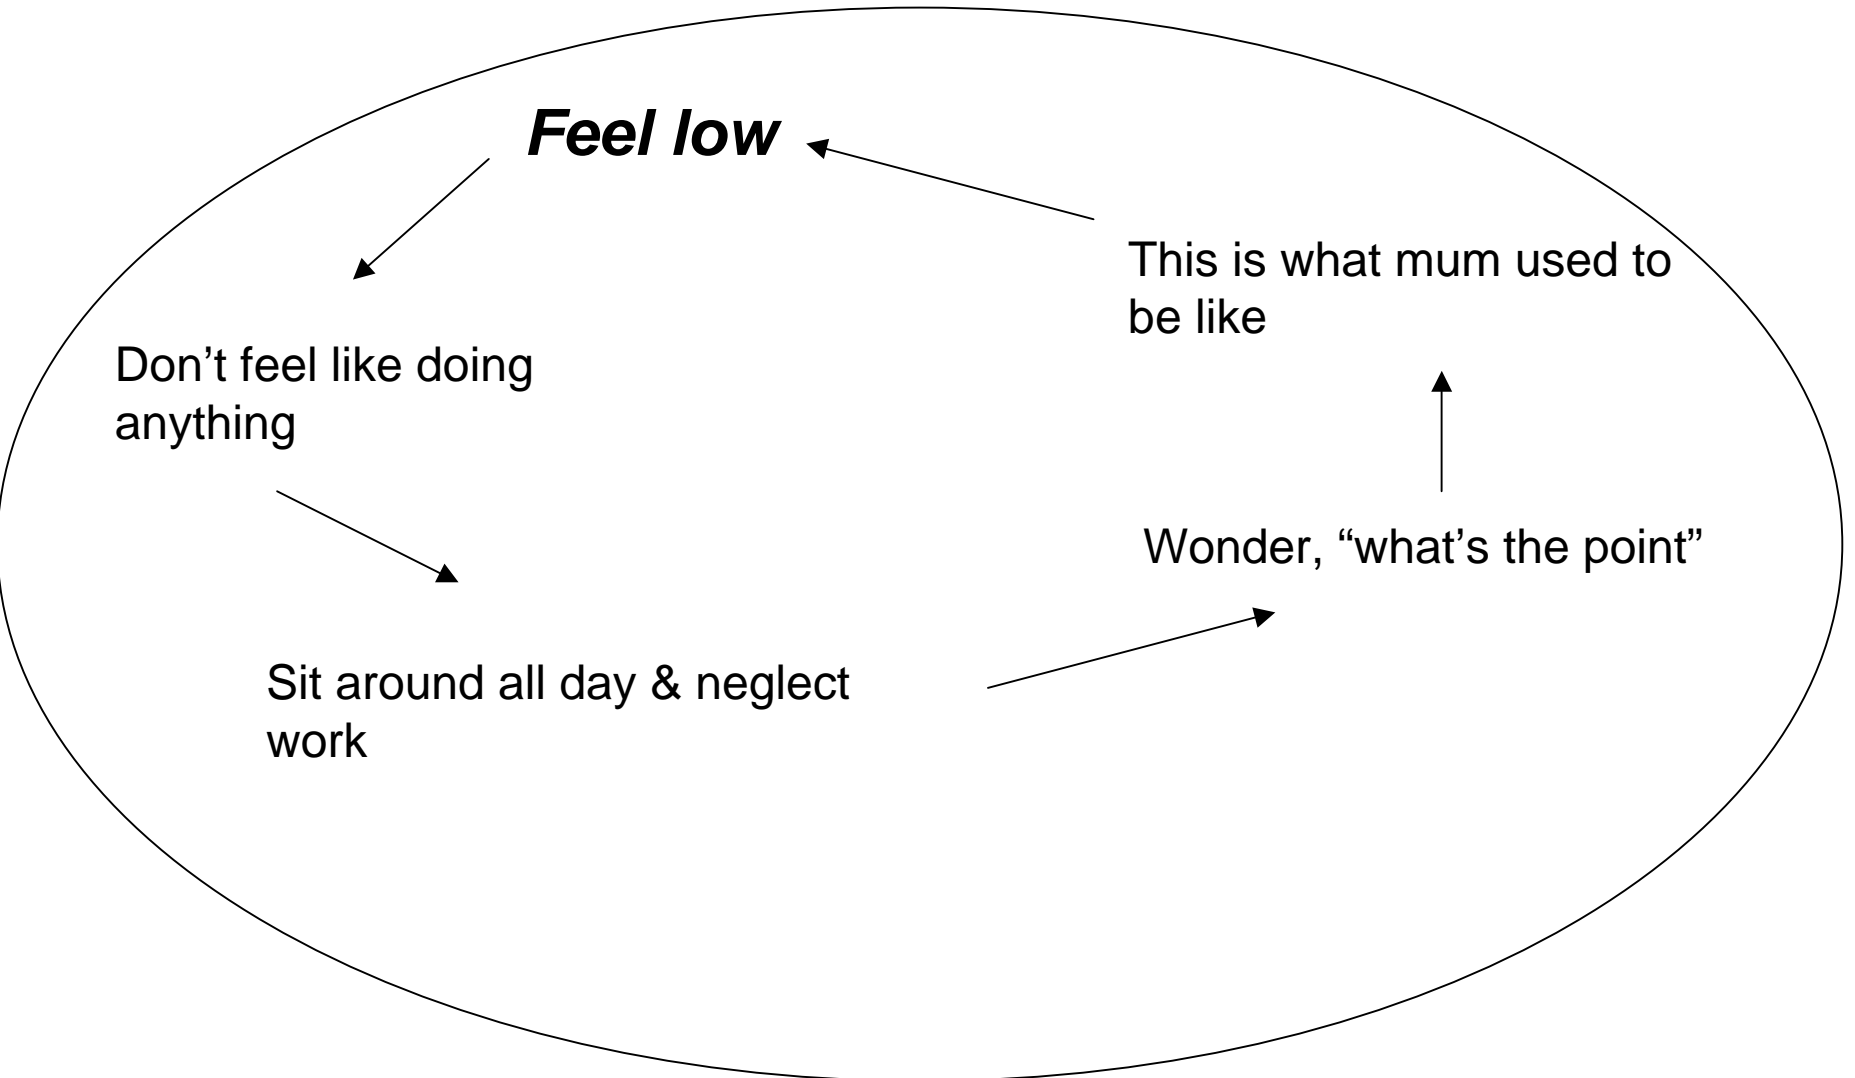 Feel low
This is what mum used to
be like
Don’t feel like doing
anything
Wonder, “what’s the point”
Sit around all day & neglect
work